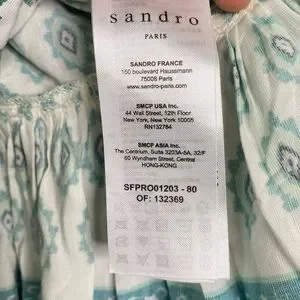 sandro
PARIS
SANDRO FRANCE
150 boulevard Haussmann
75008 Paris
sandro-paris.com
SMCP USA Inc.
44 Wall Street, 12th Floor
New York, New York 10005
RN132784
SMCP ASIA Inc.
The Centrium, Suite 3203A-5A, 32/F
60 Wyndham Street, Central
HONG-KONG
SFPRO01203 - 80
OF: 132369